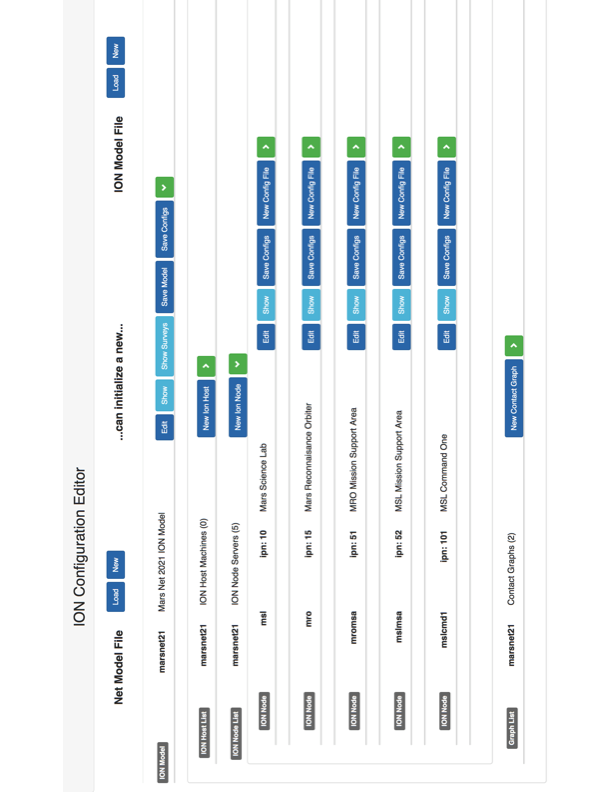 ION Configuration Editor
Net Model File Load New ...can initialize a new... ION Model File Load New
ION Model marsnet21 Mars Net 2021 ION Model Edit Show Show Surveys Save Model Save Configs
ION Host List marsnet21 ION Host Machines (0) New Ion Host
ION Node List marsnet21 ION Node Servers (5) New Ion Node
ION Node msl ipn: 10 Mars Science Lab Edit Show Save Configs New Config File
ION Node mro ipn: 15 Mars Reconnaisance Orbiter Edit Show Save Configs New Config File
ION Node mromsa ipn: 51 MRO Mission Support Area Edit Show Save Configs New Config File
ION Node mslmsa ipn: 52 MSL Mission Support Area Edit Show Save Configs New Config File
ION Node mslcmd1 ipn: 101 MSL Command One Edit Show Save Configs New Config File
Graph List marsnet21 Contact Graphs (2) New Contact Graph